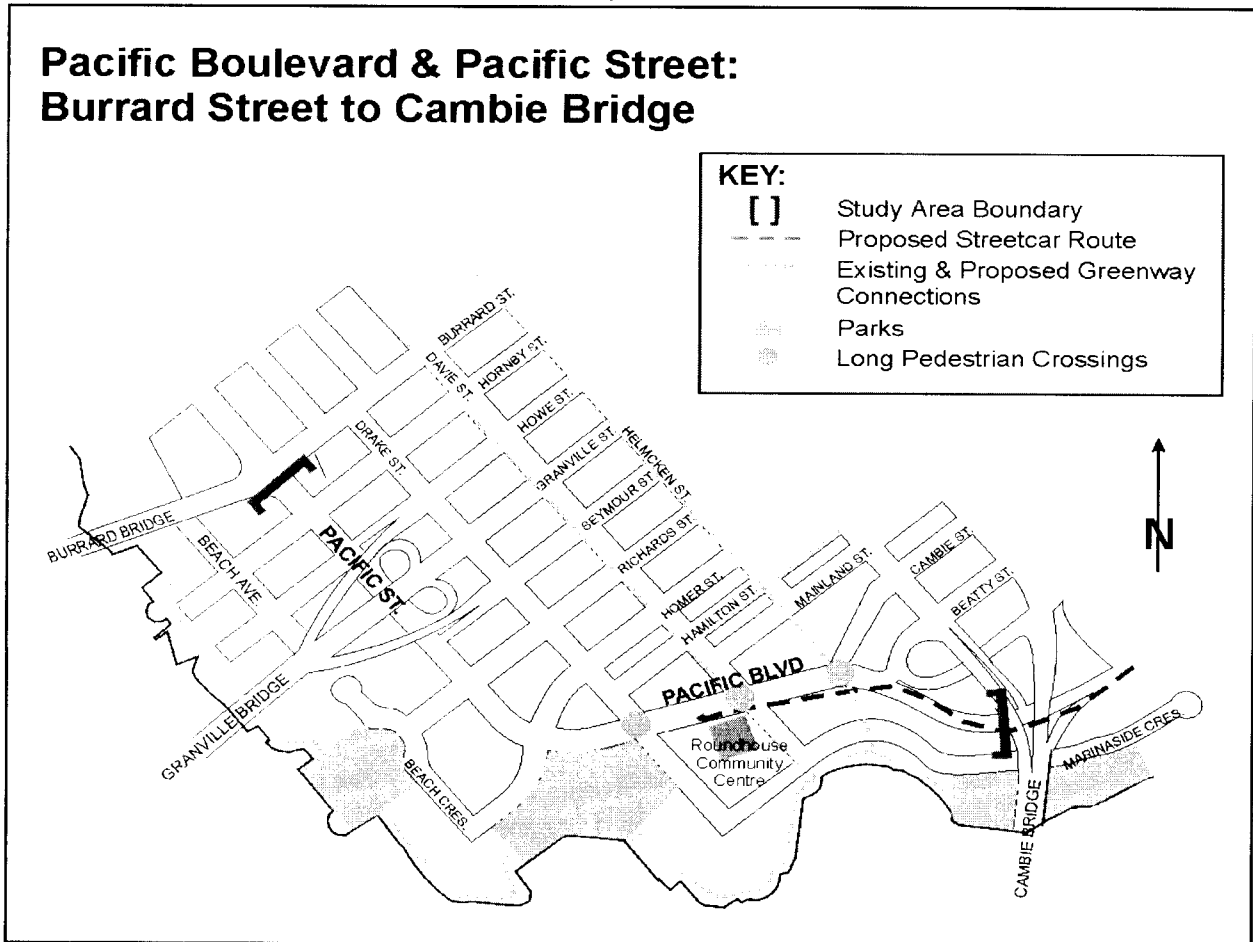 Pacific Boulevard & Pacific Street:
Burrard Street to Cambie Bridge
KEY:
[ ] Study Area Boundary
Proposed Streetcar Route
Existing & Proposed Greenway
Connections
Parks
Long Pedestrian Crossings
BURRARD ST.
DAVIE ST.
HORNBY ST.
HOWE ST.
DRAKE ST.
GRANVILLE ST.
HELMCKEN ST.
SEYMOUR ST
RICHARDS ST.
HOMER ST.
HAMILTON ST.
MAINLAND ST.
CAMBIE ST.
BEATTY ST.
N
BURRARD BRIDGE
BEACH AVE.
PACIFIC ST.
GRANVILLE BRIDGE
PACIFIC BLVD
BEACH CRES.
Roundhouse
Community
Centre
MARINASIDE CRES.
CAMBIE BRIDGE